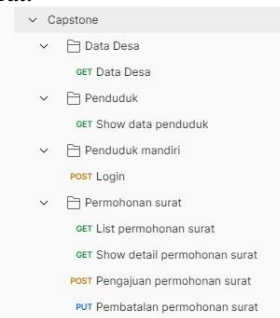 Capstone
Data Desa
GET Data Desa
Penduduk
GET Show data penduduk
Penduduk mandiri
POST Login
Permohonan surat
GET List permohonan surat
GET Show detail permohonan surat
POST Pengajuan permohonan surat
PUT Pembatalan permohonan surat